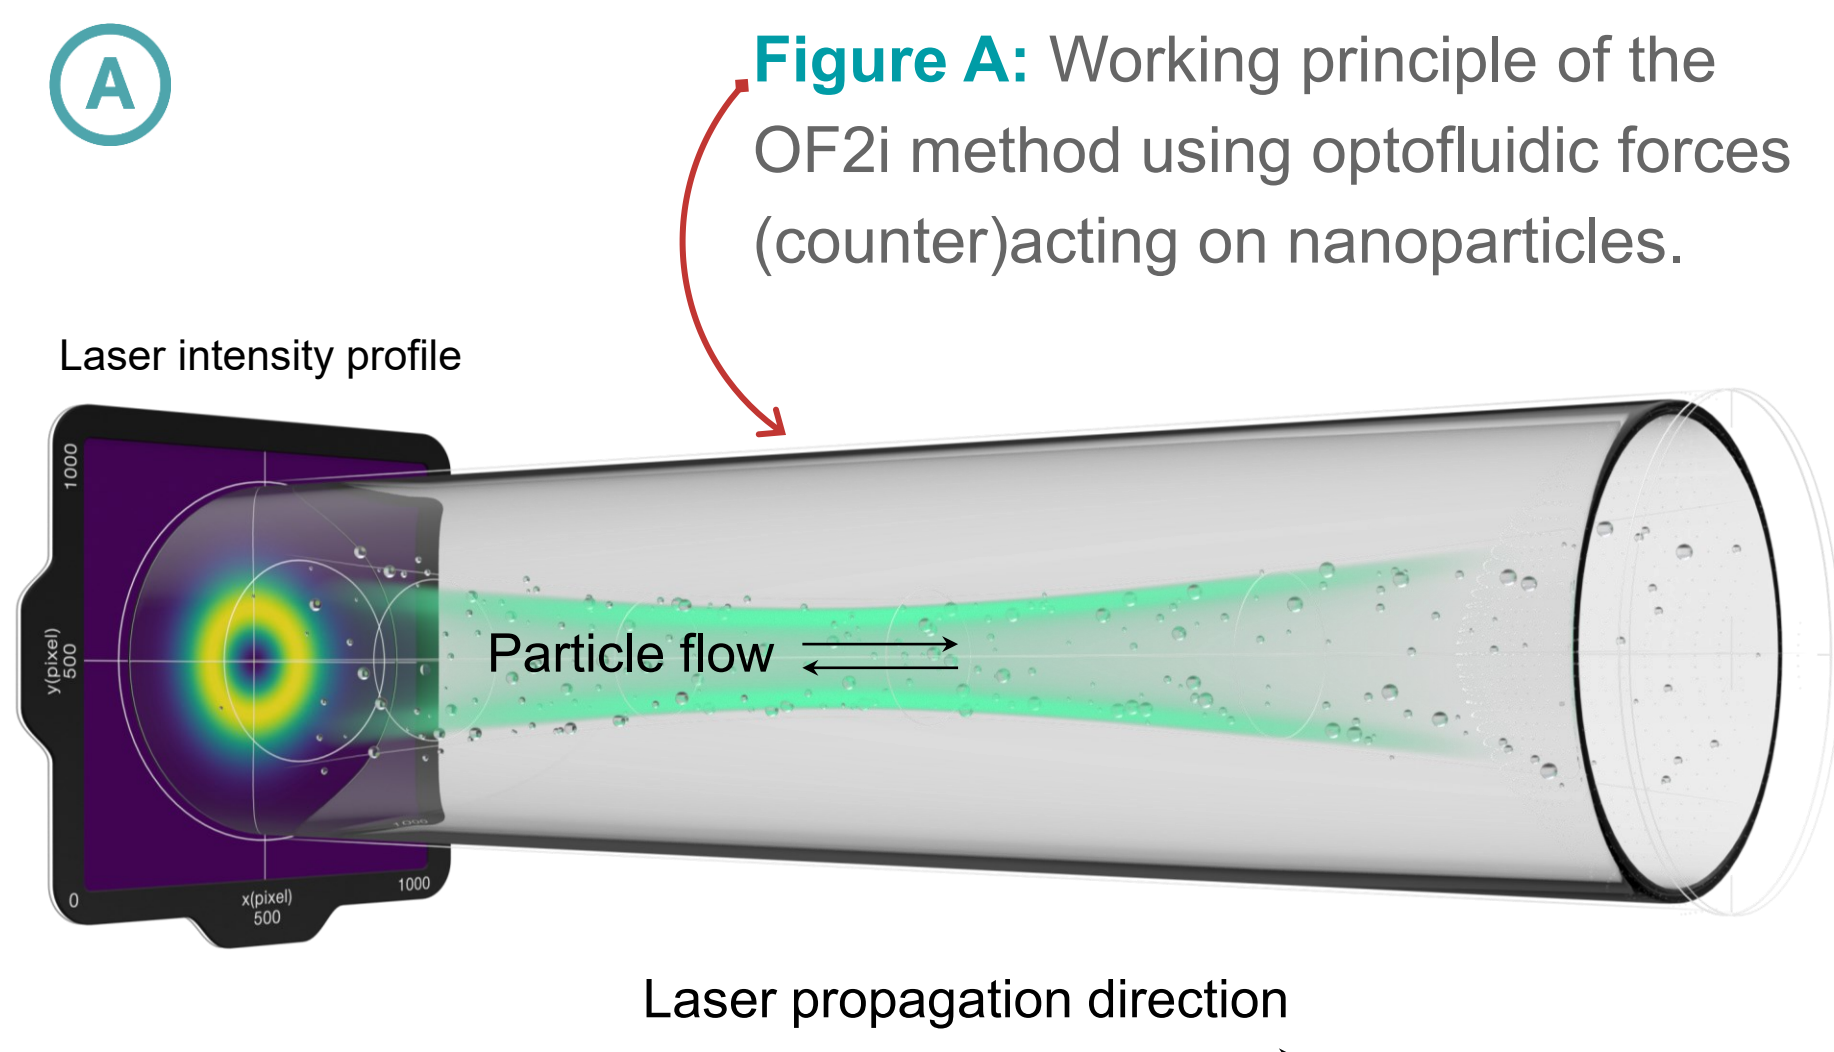 A
Figure A: Working principle of the
OF2i method using optofluidic forces
(counter)acting on nanoparticles.
Laser intensity profile
1000
y(pixel)
500
0
x(pixel)
500
1000
1000
Particle flow
Laser propagation direction